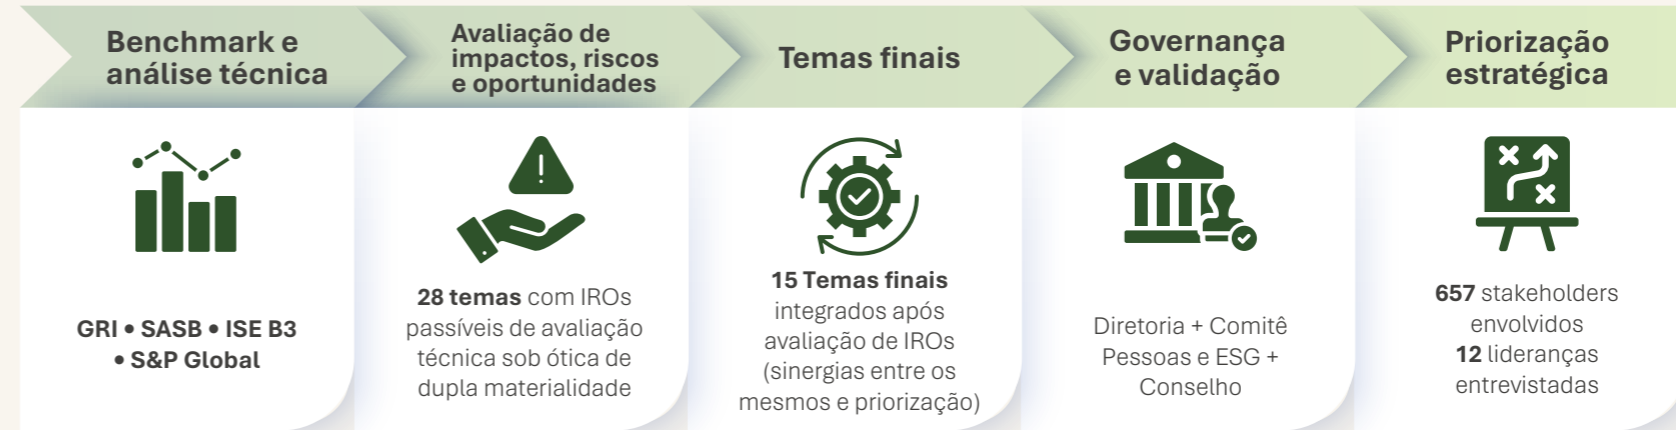 Benchmark e
análise técnica
GRI • SASB • ISE B3
• S&P Global
Avaliação de
impactos, riscos
e oportunidades
28 temas com IROs
passíveis de avaliação
técnica sob ótica de
dupla materialidade
Temas finais
15 Temas finais
integrados após
avaliação de IROs
(sinergias entre os
mesmos e priorização)
Governança
e validação
Diretoria + Comitê
Pessoas e ESG +
Conselho
Priorização
estratégica
657 stakeholders
envolvidos
12 lideranças
entrevistadas